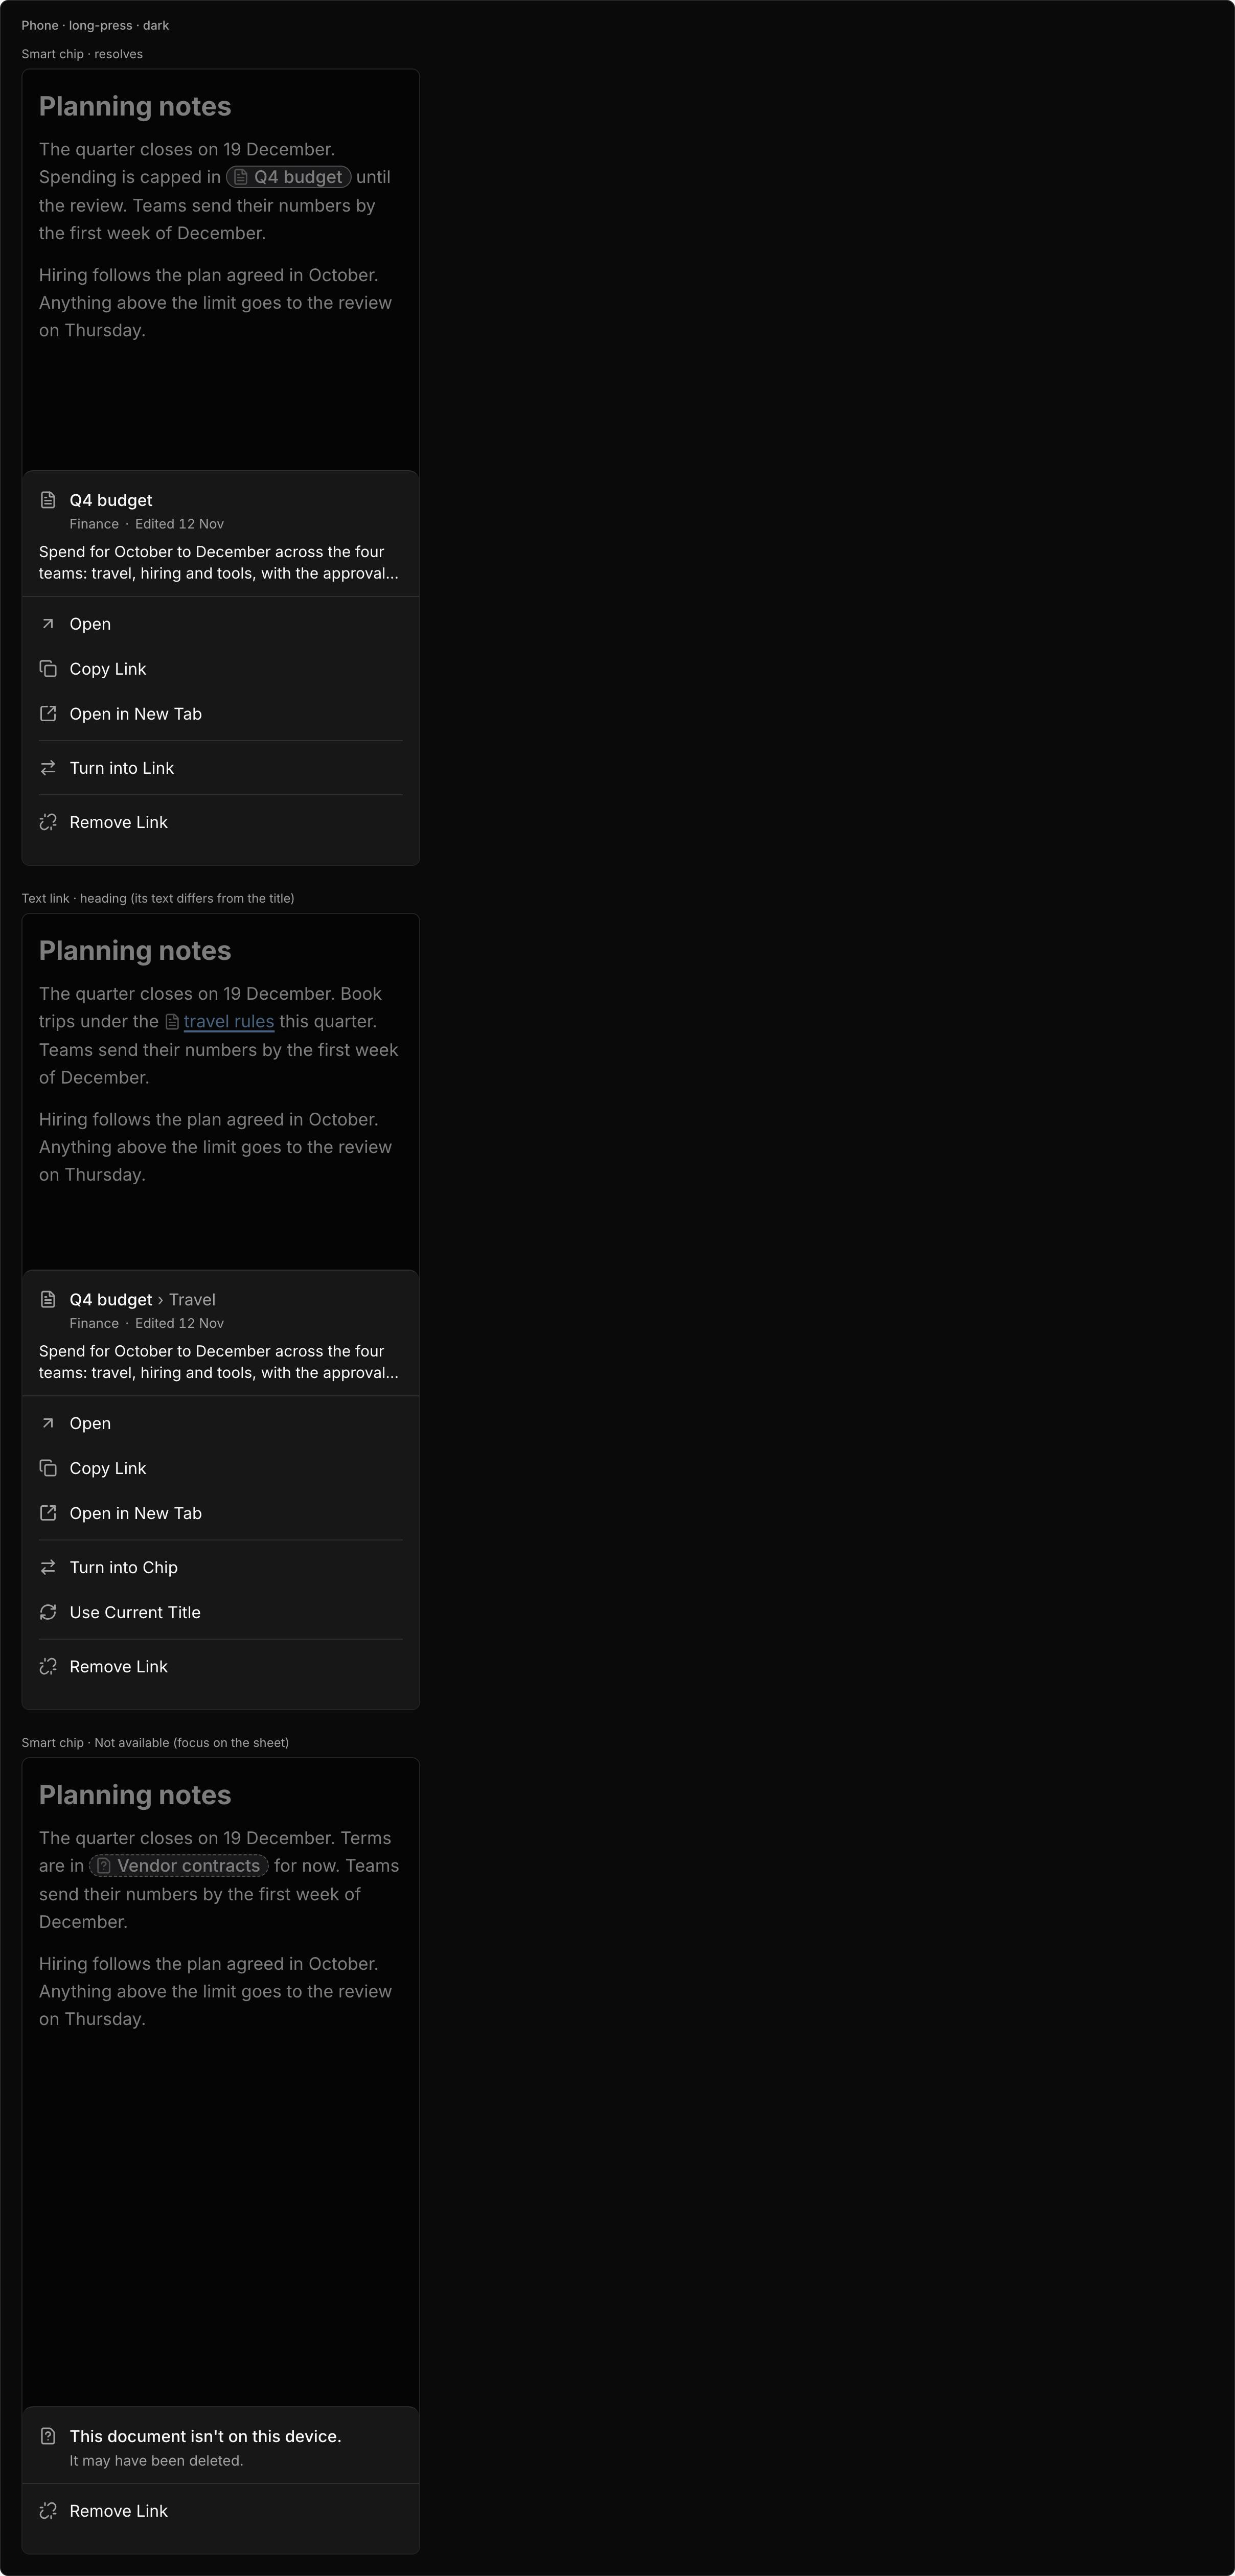 Phone · long-press · dark
Smart chip · resolves
Planning notes
The quarter closes on 19 December.
Spending is capped in Q4 budget until
the review. Teams send their numbers by
the first week of December.
Hiring follows the plan agreed in October.
Anything above the limit goes to the review
on Thursday.
Q4 budget
Finance · Edited 12 Nov
Spend for October to December across the four
teams: travel, hiring and tools, with the approval…
Open
Copy Link
Open in New Tab
Turn into Link
Remove Link
Text link · heading (its text differs from the title)
Planning notes
The quarter closes on 19 December. Book
trips under the travel rules this quarter.
Teams send their numbers by the first week
of December.
Hiring follows the plan agreed in October.
Anything above the limit goes to the review
on Thursday.
Q4 budget › Travel
Finance · Edited 12 Nov
Spend for October to December across the four
teams: travel, hiring and tools, with the approval…
Open
Copy Link
Open in New Tab
Turn into Chip
Use Current Title
Remove Link
Smart chip · Not available (focus on the sheet)
Planning notes
The quarter closes on 19 December. Terms
are in Vendor contracts for now. Teams
send their numbers by the first week of
December.
Hiring follows the plan agreed in October.
Anything above the limit goes to the review
on Thursday.
This document isn't on this device.
It may have been deleted.
Remove Link